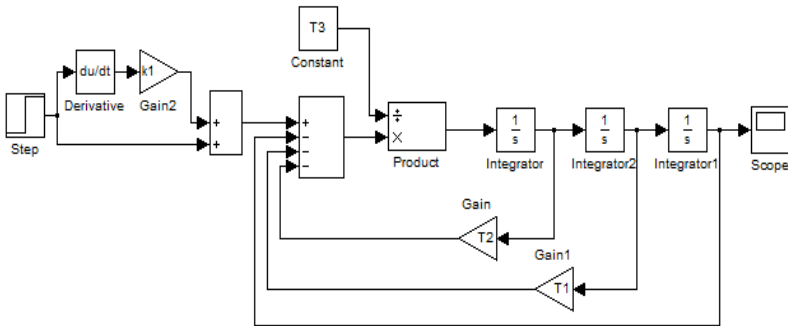 T3
Constant
du/dt
k1
Derivative
Gain2
Step
+
+
+
−
−
−
÷
×
Product
1
s
Integrator
1
s
Integrator2
1
s
Integrator1
Scope
Gain
T2
Gain1
T1